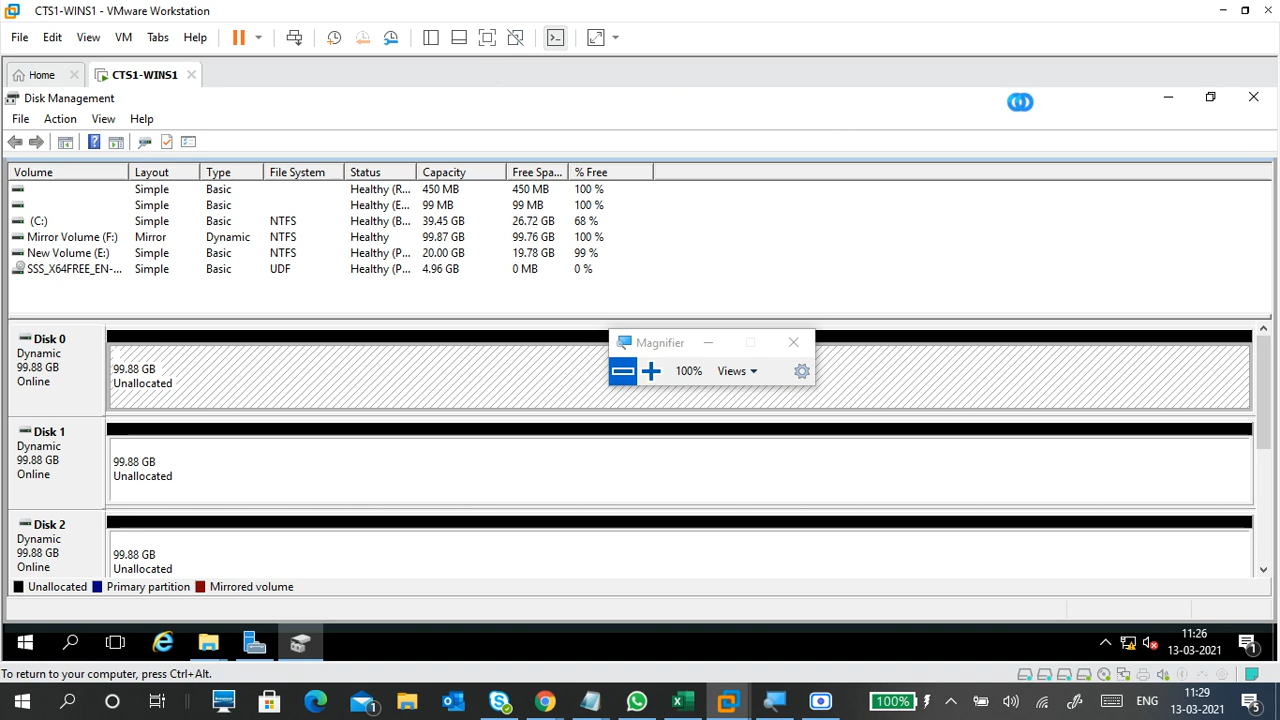 CTS1-WINS1 - VMware Workstation
File Edit View VM Tabs Help
Home CTS1-WINS1
Disk Management
File Action View Help
Volume Layout Type File System Status Capacity Free Spa... % Free
Simple Basic Healthy (R... 450 MB 450 MB 100 %
Simple Basic Healthy (E... 99 MB 99 MB 100 %
(C:) Simple Basic NTFS Healthy (B... 39.45 GB 26.72 GB 68 %
Mirror Volume (F:) Mirror Dynamic NTFS Healthy 99.87 GB 99.76 GB 100 %
New Volume (E:) Simple Basic NTFS Healthy (P... 20.00 GB 19.78 GB 99 %
SSS_X64FREE_EN-... Simple Basic UDF Healthy (P... 4.96 GB 0 MB 0 %
Disk 0
Dynamic
99.88 GB
Online
99.88 GB
Unallocated
Magnifier
100% Views
Disk 1
Dynamic
99.88 GB
Online
99.88 GB
Unallocated
Disk 2
Dynamic
99.88 GB
Online
99.88 GB
Unallocated
Unallocated Primary partition Mirrored volume
11:26
13-03-2021
1
To return to your computer, press Ctrl+Alt.
1
100%
ENG
11:29
13-03-2021
5